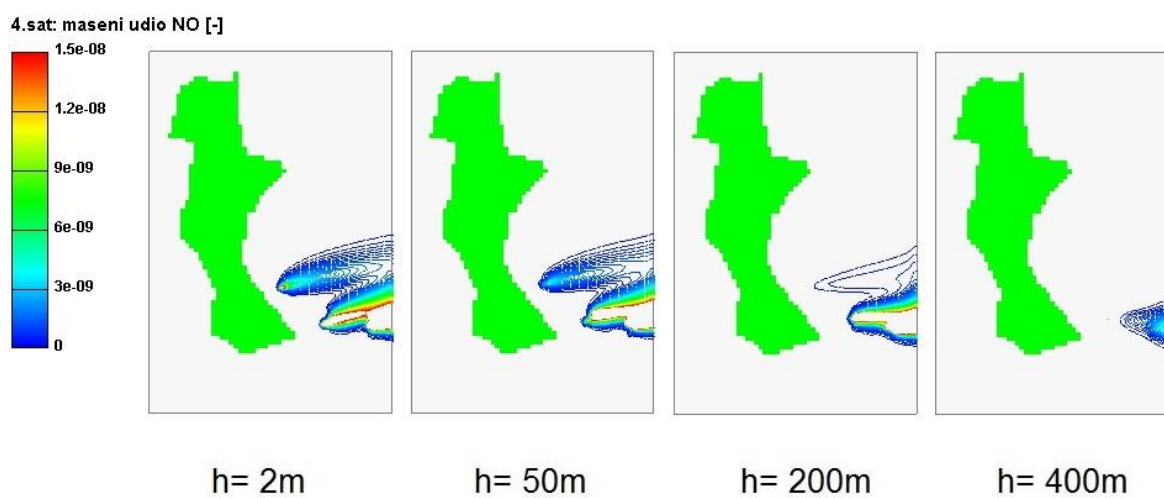 4.sat: maseni udio NO [-]
1.5e-08
1.2e-08
9e-09
6e-09
3e-09
0
h= 2m
h= 50m
h= 200m
h= 400m